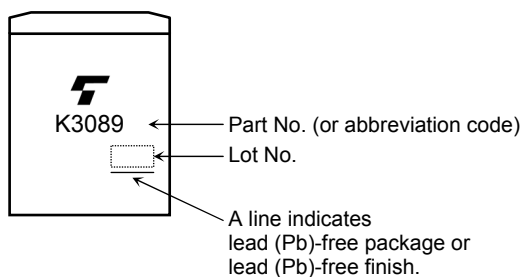 K3089
Part No. (or abbreviation code)
Lot No.
A line indicates
lead (Pb)-free package or
lead (Pb)-free finish.